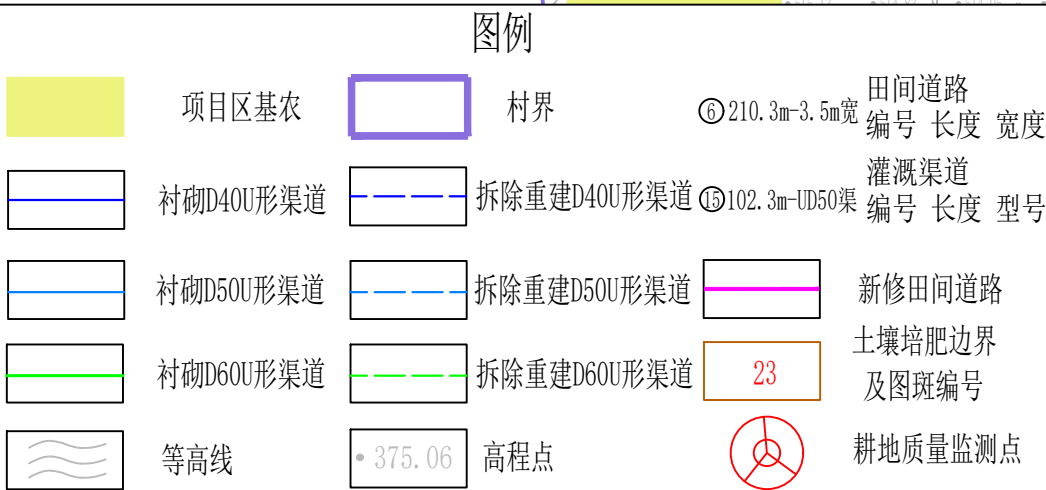 图例
项目区基农
村界
⑥210.3m-3.5m宽
田间道路
编号 长度 宽度
衬砌D40U形渠道
拆除重建D40U形渠道
⑮102.3m-UD50渠
灌溉渠道
编号 长度 型号
衬砌D50U形渠道
拆除重建D50U形渠道
新修田间道路
衬砌D60U形渠道
拆除重建D60U形渠道
23
土壤培肥边界
及图斑编号
等高线
375.06
高程点
耕地质量监测点